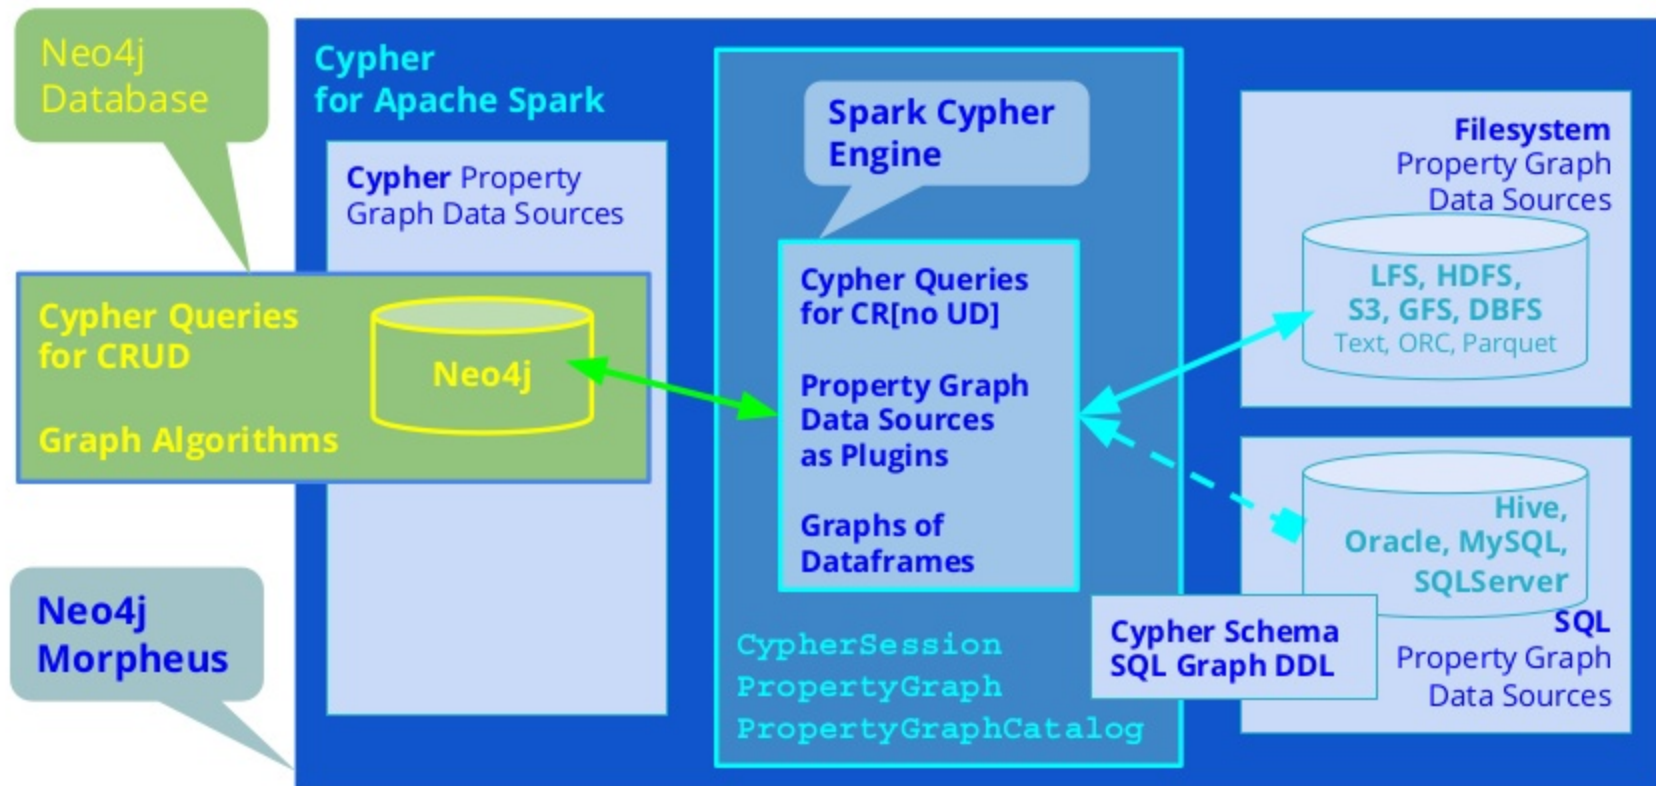 Neo4j
Database
Cypher
for Apache Spark
Cypher Property
Graph Data Sources
Cypher Queries
for CRUD
Graph Algorithms
Neo4j
Neo4j
Morpheus
Spark Cypher
Engine
Cypher Queries
for CR[no UD]
Property Graph
Data Sources
as Plugins
Graphs of
Dataframes
CypherSession
PropertyGraph
PropertyGraphCatalog
Filesystem
Property Graph
Data Sources
LFS, HDFS,
S3, GFS, DBFS
Text, ORC, Parquet
Hive,
Oracle, MySQL,
SQLServer
Cypher Schema
SQL Graph DDL
SQL
Property Graph
Data Sources